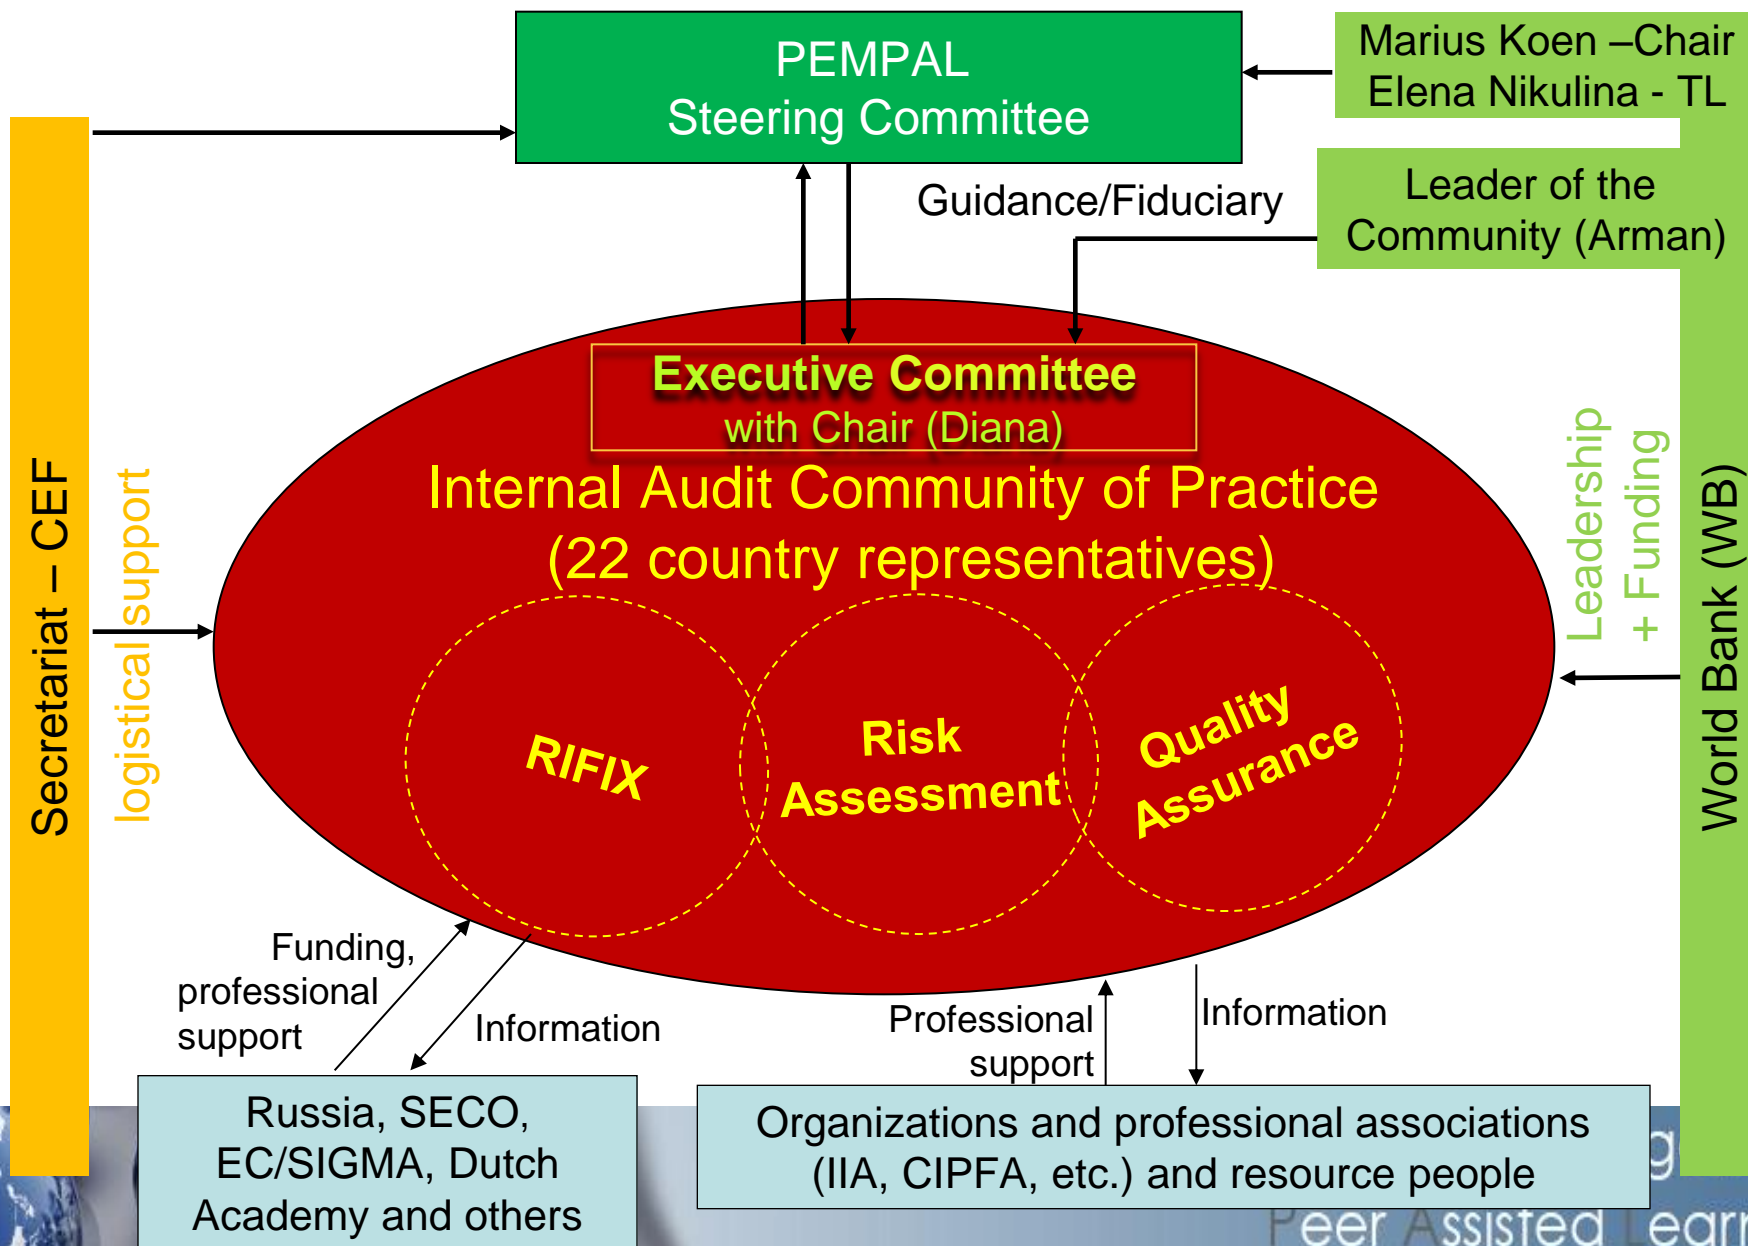 PEMPAL
Steering Committee
Marius Koen –Chair
Elena Nikulina - TL
Leader of the
Community (Arman)
Guidance/Fiduciary
Executive Committee
with Chair (Diana)
Internal Audit Community of Practice
(22 country representatives)
RIFIX
Risk
Assessment
Quality
Assurance
Secretariat – CEF
logistical support
Leadership
+ Funding
World Bank (WB)
Funding,
professional
support
Information
Professional
support
Information
Russia, SECO,
EC/SIGMA, Dutch
Academy and others
Organizations and professional associations
(IIA, CIPFA, etc.) and resource people
Peer Assisted